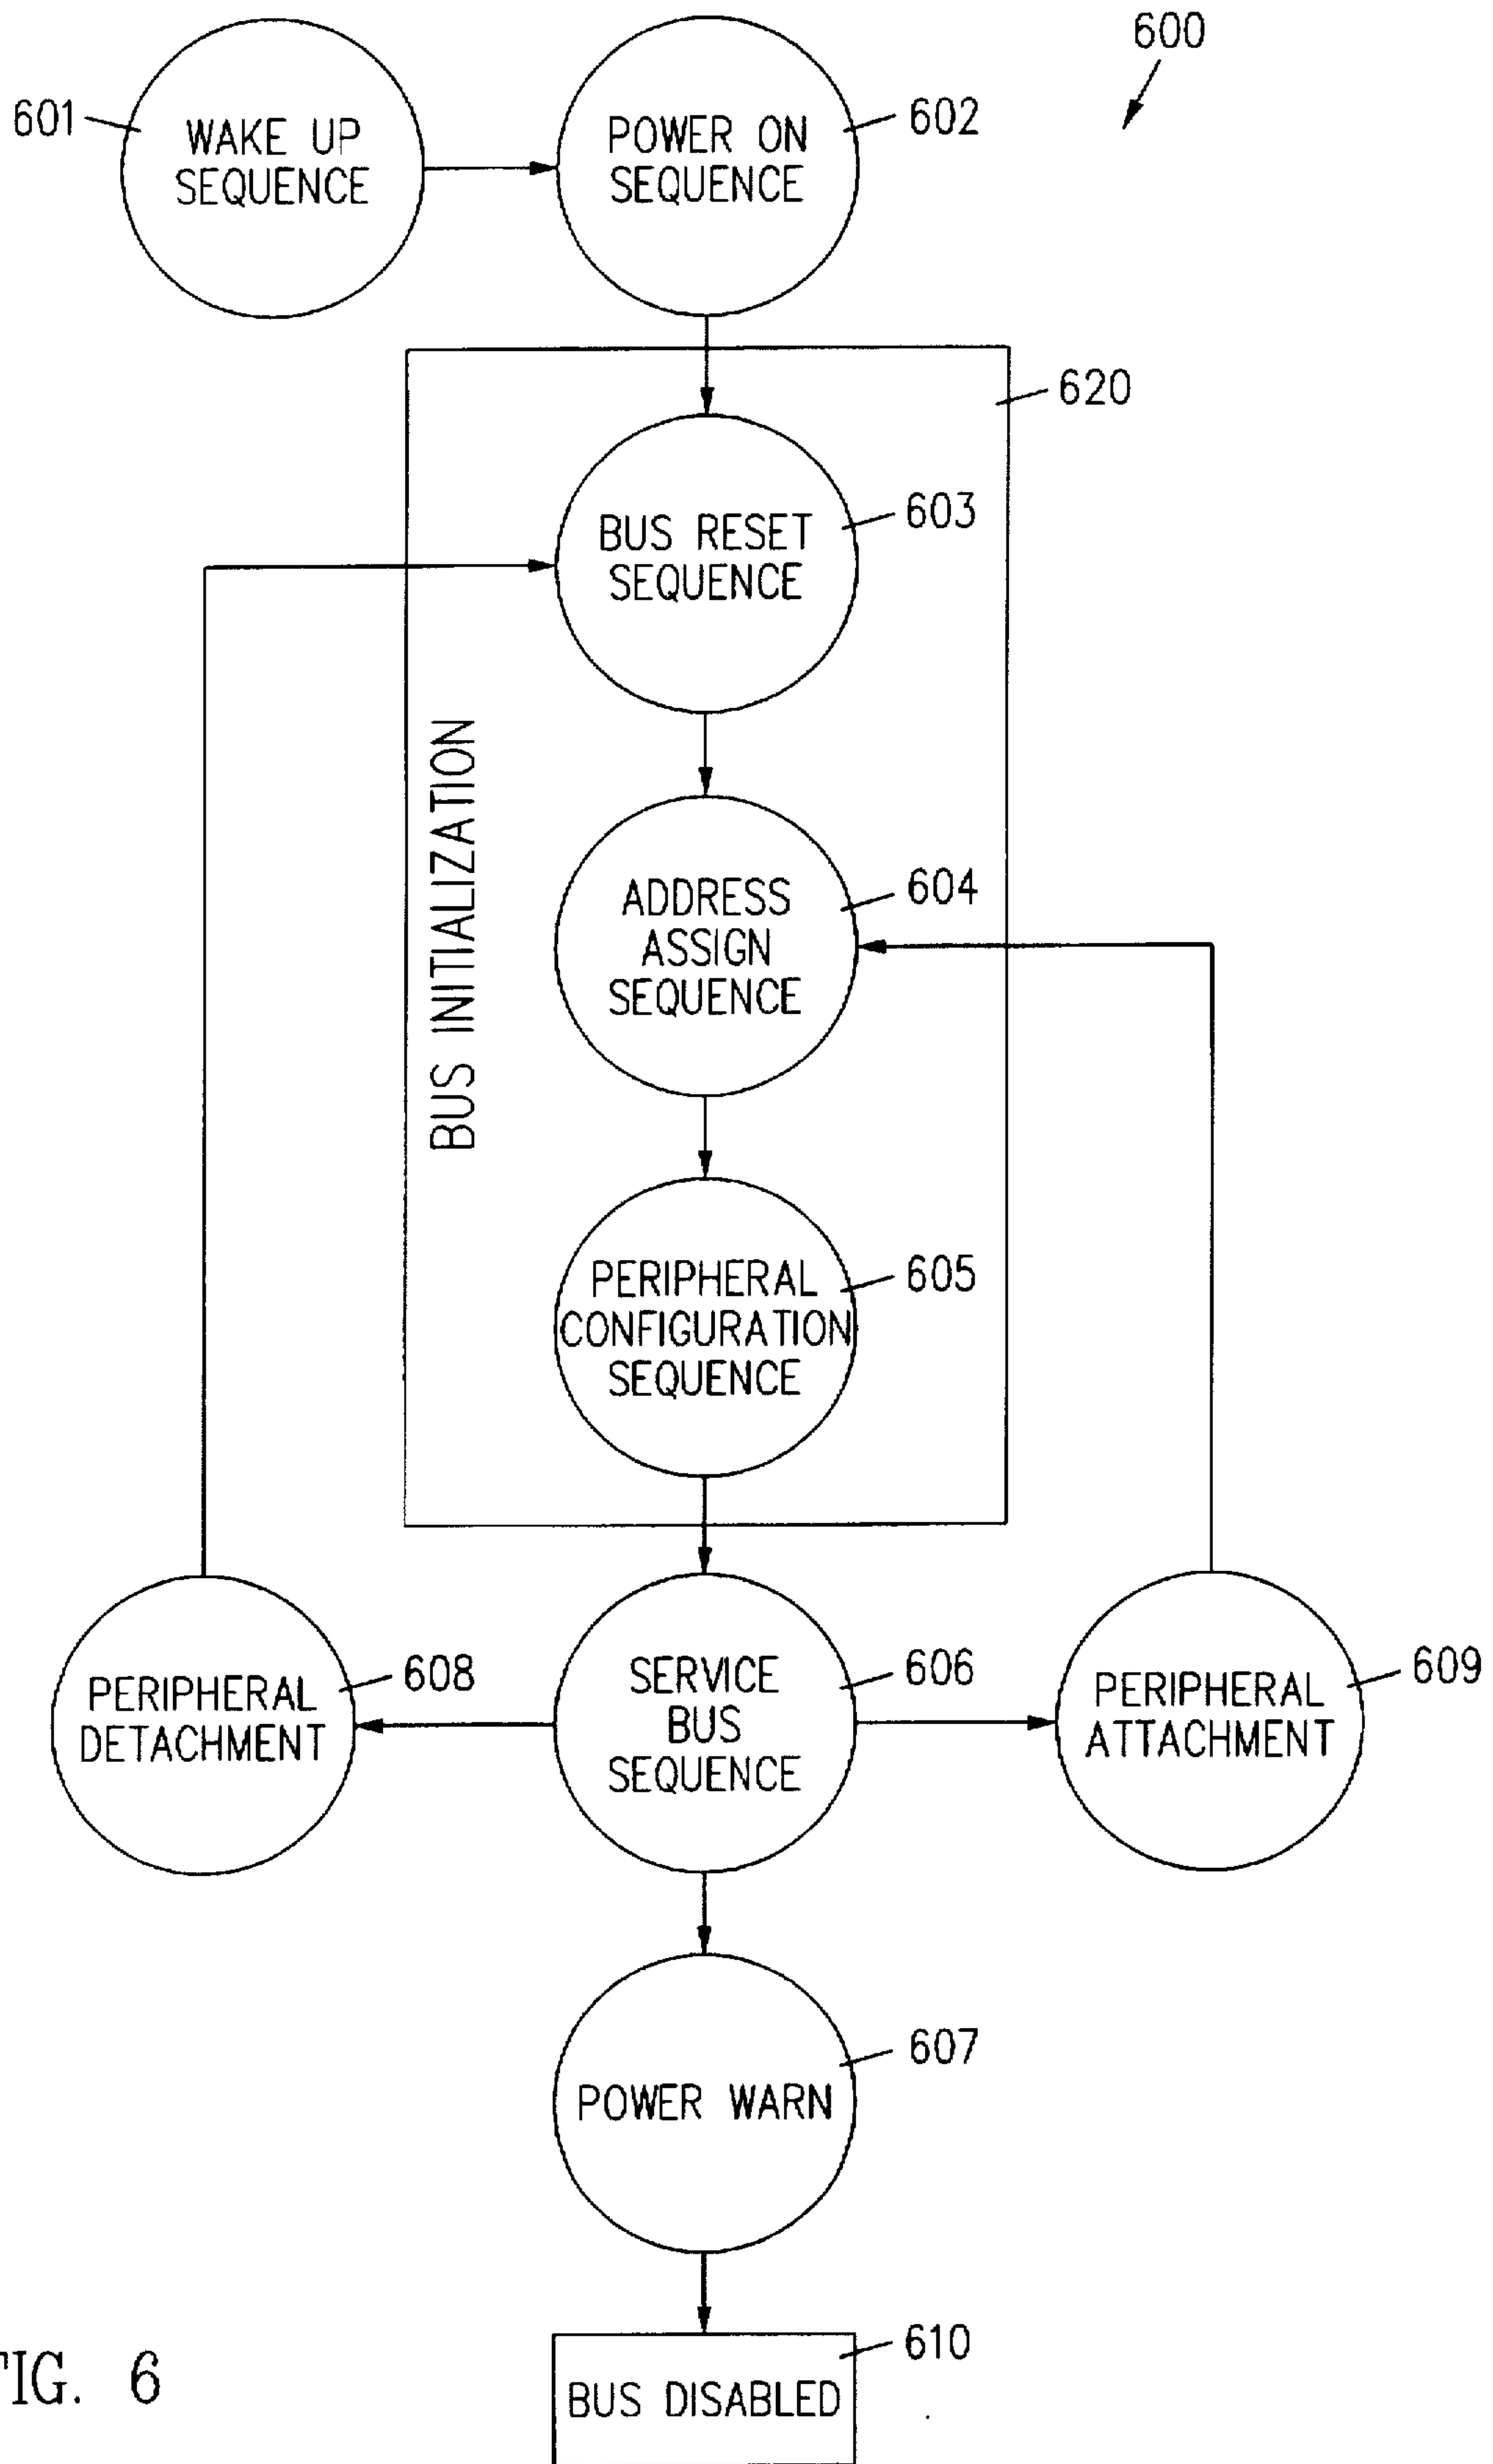 600
601
WAKE UP
SEQUENCE
POWER ON
SEQUENCE
602
620
BUS RESET
SEQUENCE
603
BUS INITIALIZATION
ADDRESS
ASSIGN
SEQUENCE
604
PERIPHERAL
CONFIGURATION
SEQUENCE
605
PERIPHERAL
DETACHMENT
608
SERVICE
BUS
SEQUENCE
606
PERIPHERAL
ATTACHMENT
609
POWER WARN
607
BUS DISABLED
610
FIG. 6